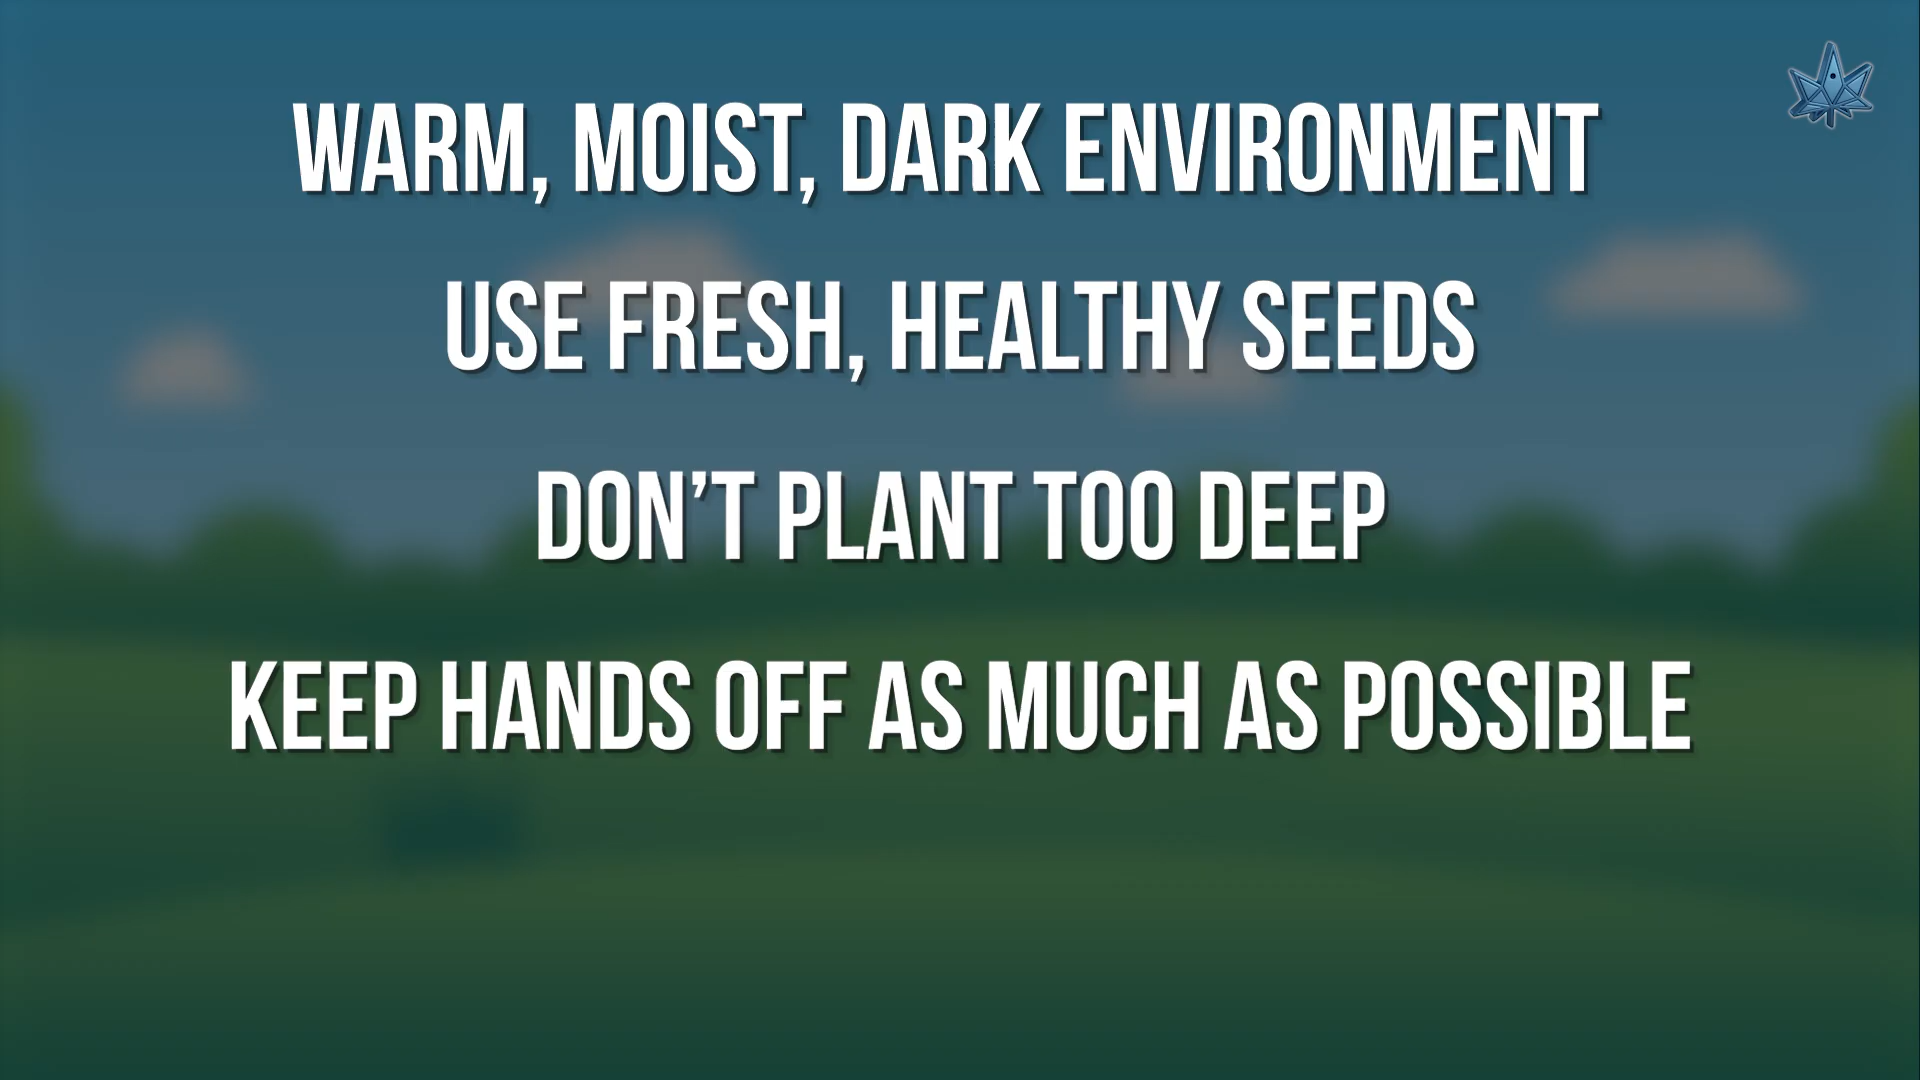 WARM, MOIST, DARK ENVIRONMENT
USE FRESH, HEALTHY SEEDS
DON’T PLANT TOO DEEP
KEEP HANDS OFF AS MUCH AS POSSIBLE